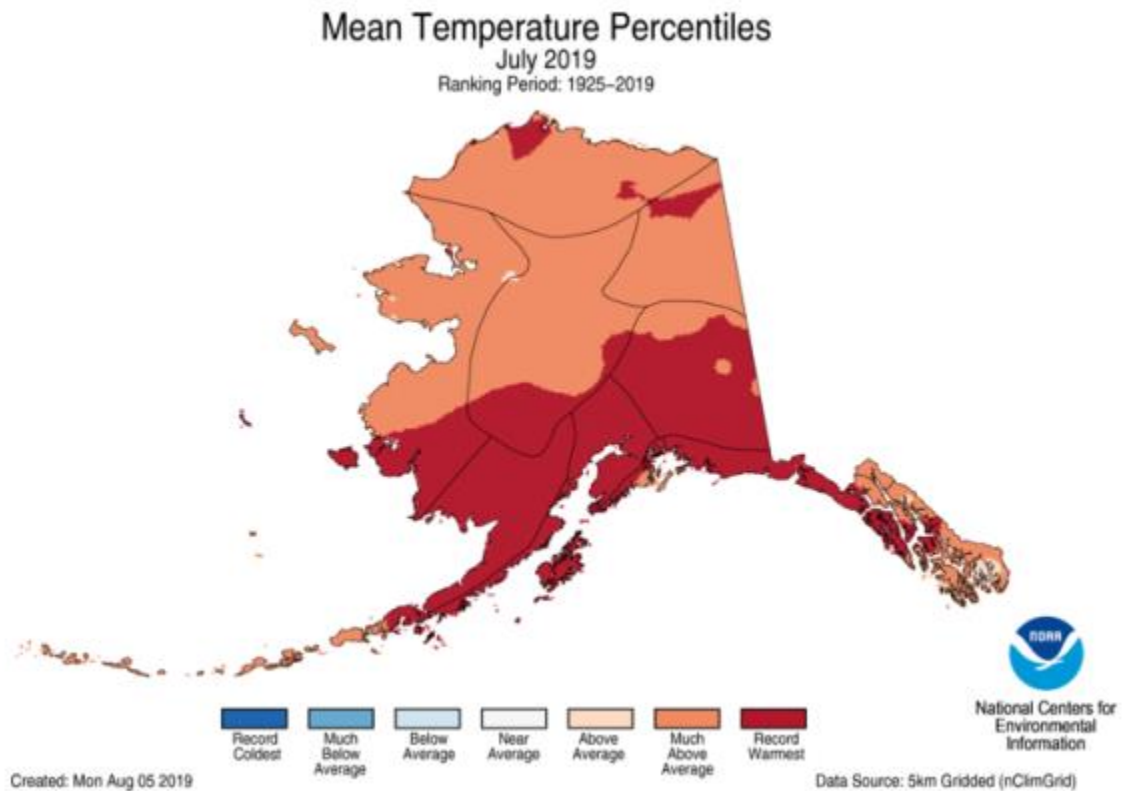 Mean Temperature Percentiles
July 2019
Ranking Period: 1925–2019
NOAA
National Centers for
Environmental
Information
Record
Coldest
Much
Below
Average
Below
Average
Near
Average
Above
Average
Much
Above
Average
Record
Warmest
Created: Mon Aug 05 2019
Data Source: 5km Gridded (nClimGrid)